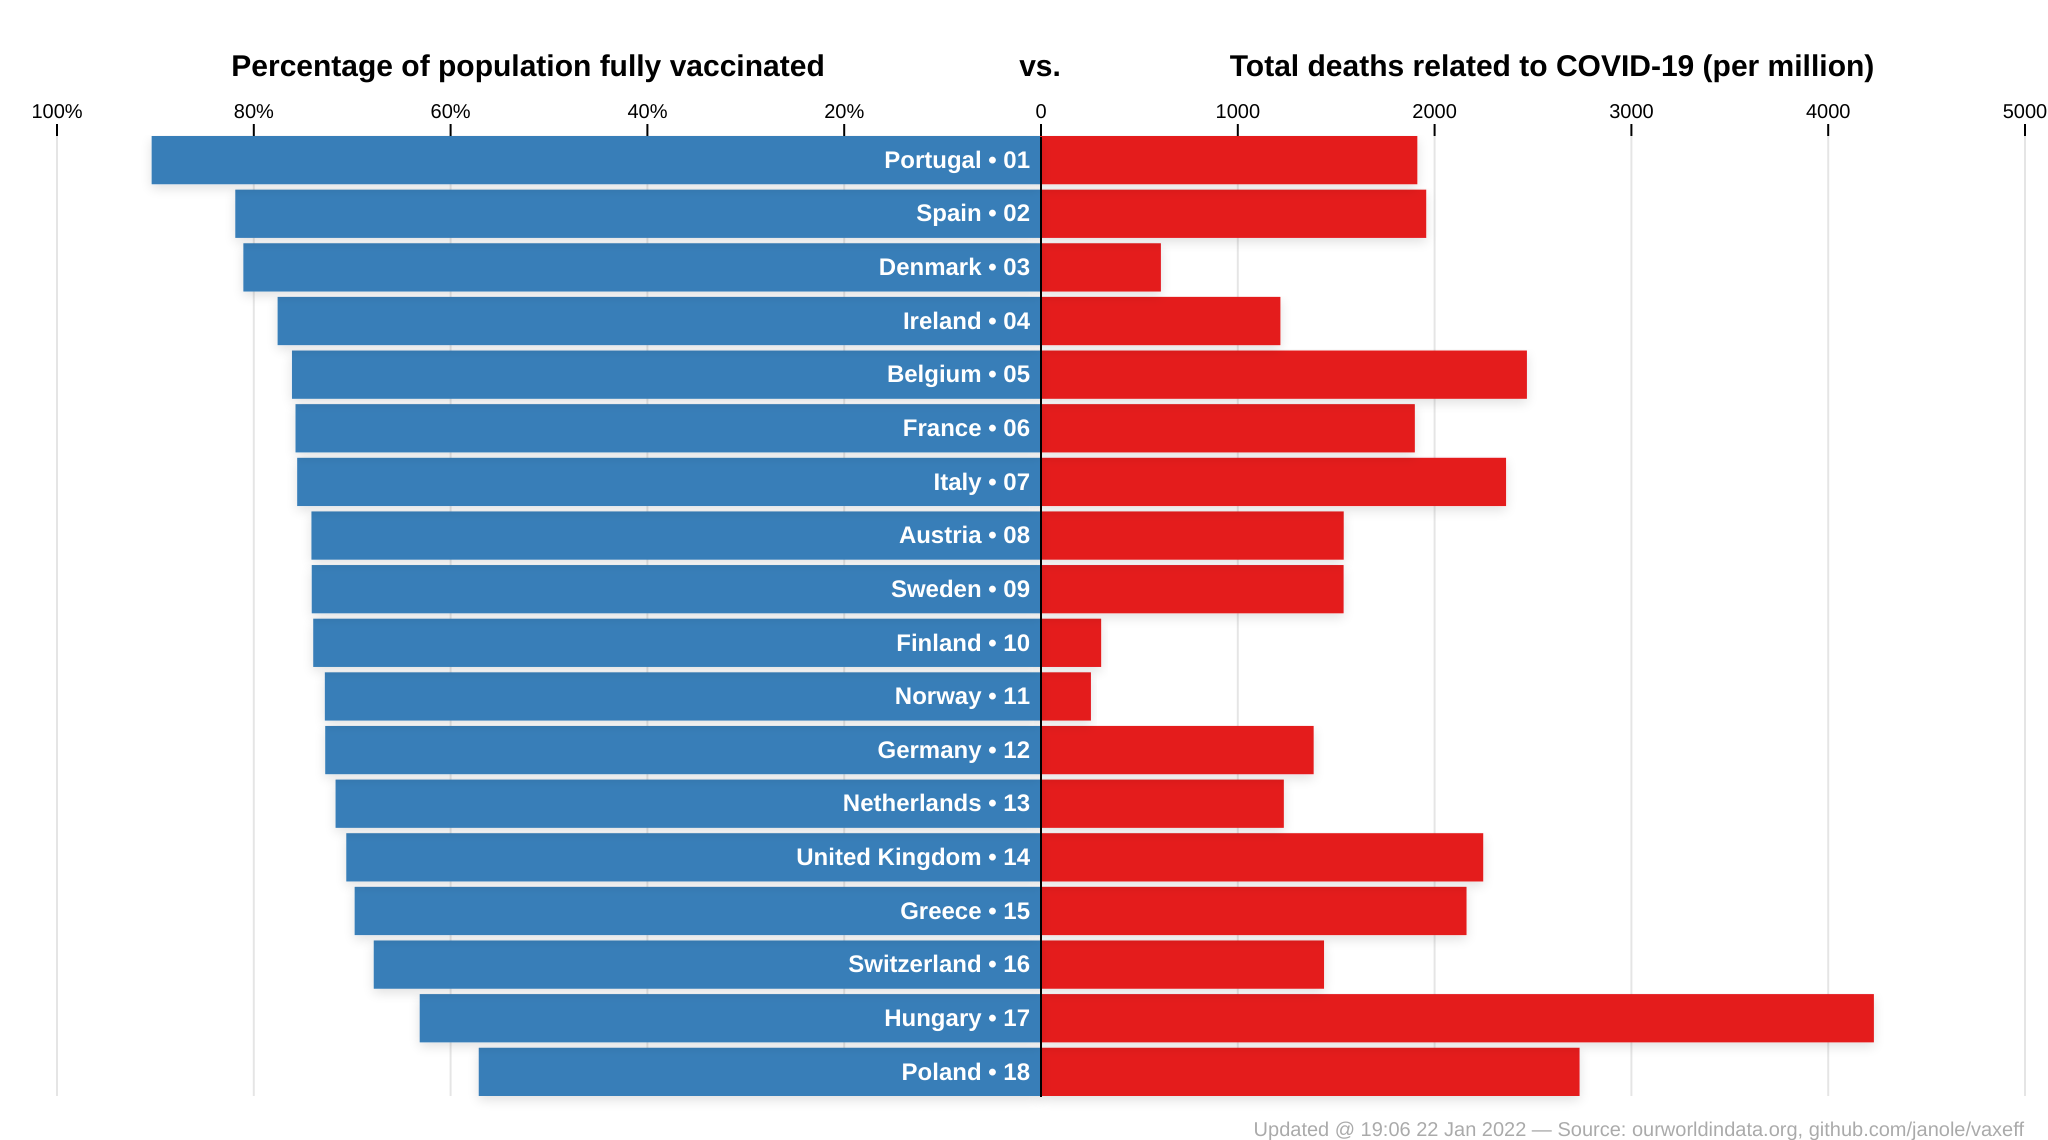 Percentage of population fully vaccinated vs. Total deaths related to COVID-19 (per million)
100% 80% 60% 40% 20% 0 1000 2000 3000 4000 5000
Portugal • 01
Spain • 02
Denmark • 03
Ireland • 04
Belgium • 05
France • 06
Italy • 07
Austria • 08
Sweden • 09
Finland • 10
Norway • 11
Germany • 12
Netherlands • 13
United Kingdom • 14
Greece • 15
Switzerland • 16
Hungary • 17
Poland • 18
Updated @ 19:06 22 Jan 2022 — Source: ourworldindata.org, github.com/janole/vaxeff